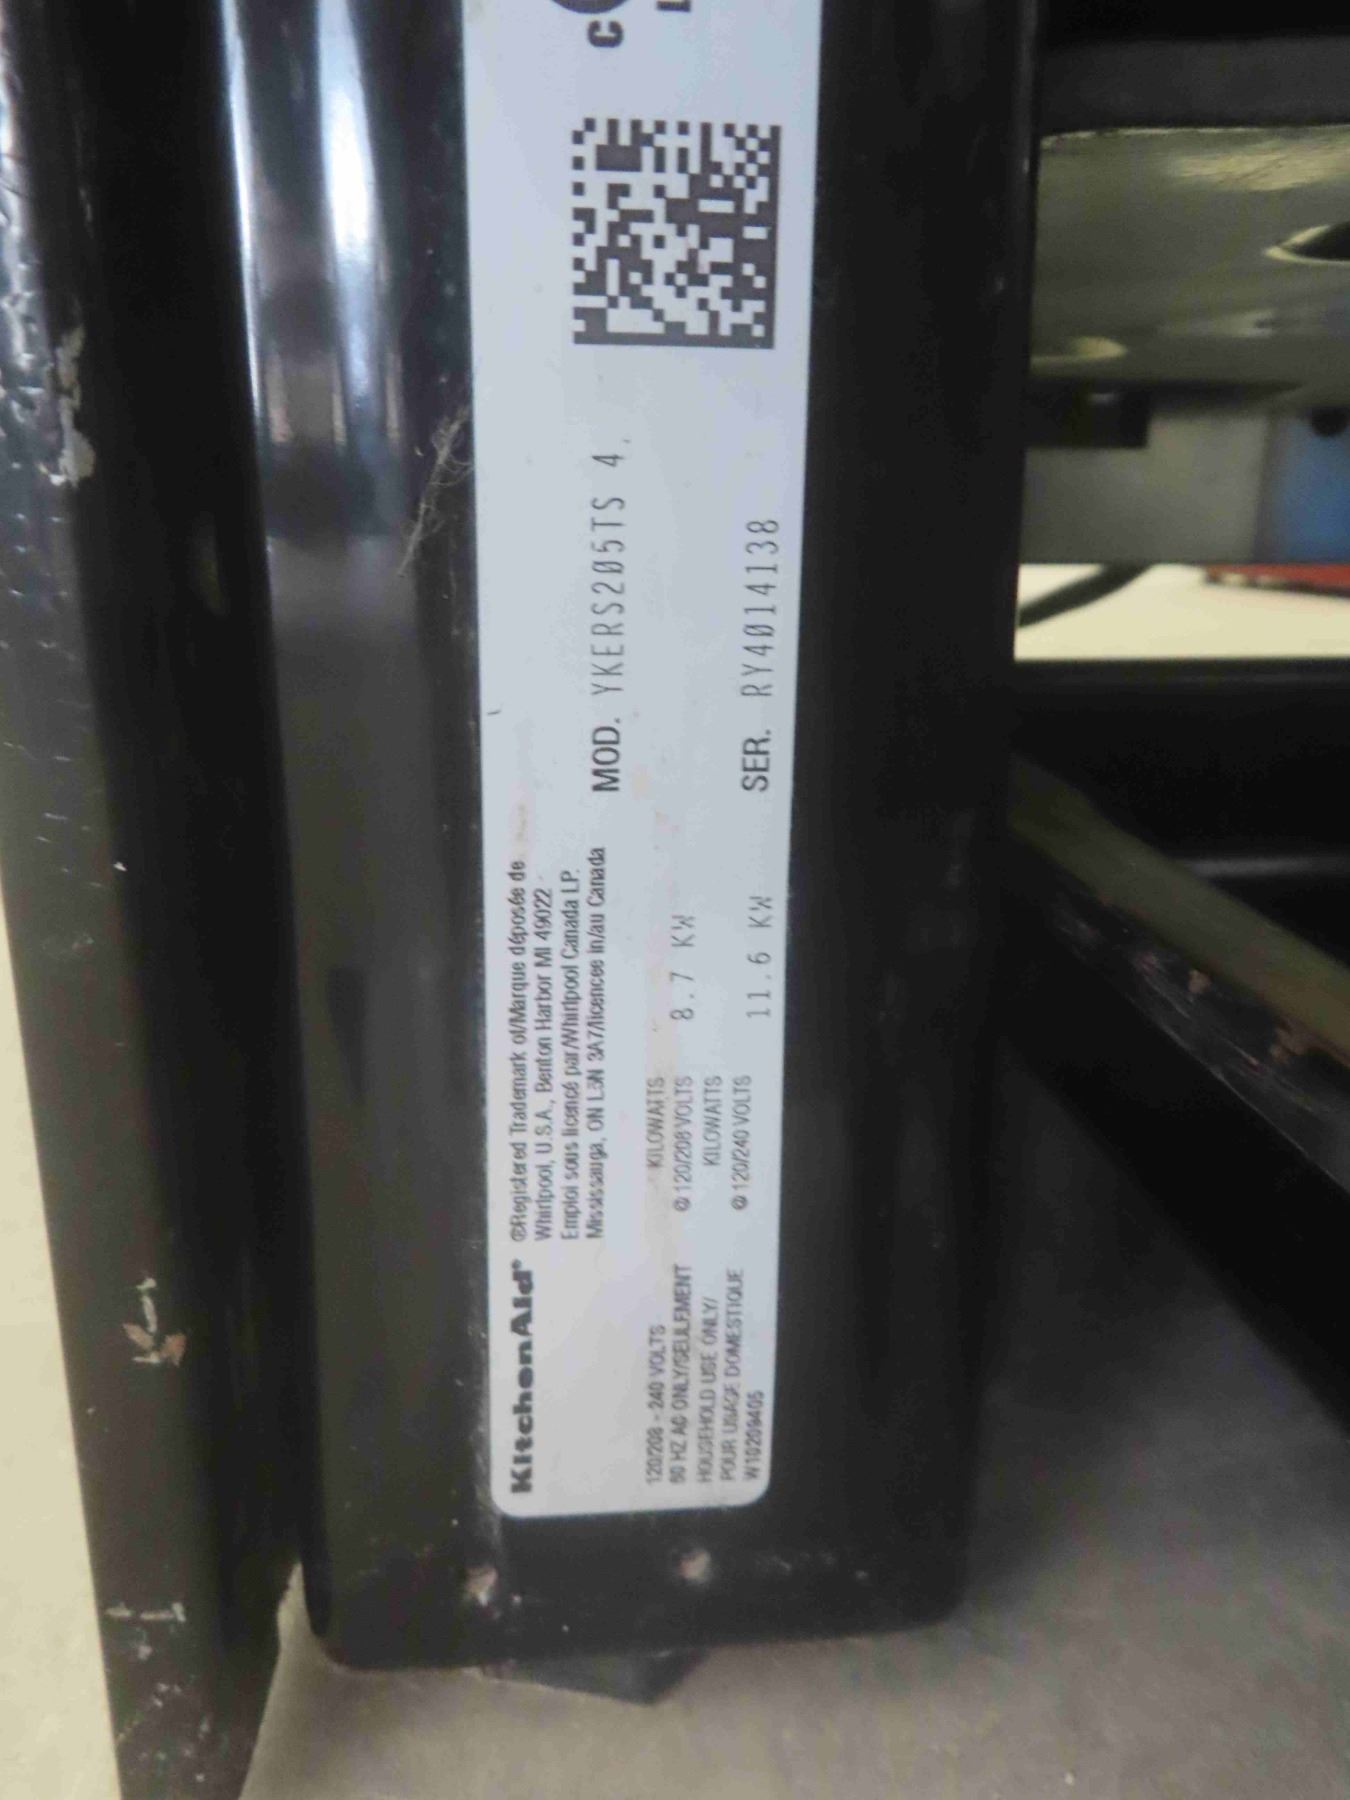 KitchenAid®
®Registered Trademark of/Marque déposée de
Whirlpool, U.S.A., Benton Harbor MI 49022
Emploi sous licencé par/Whirlpool Canada LP.
Mississauga, ON L5N 3A7/licencee in/au Canada
MOD. YKERS205TS 4
SER. RY4014138
120/208 - 240 VOLTS
60 HZ AC ONLY/SEULEMENT
HOUSEHOLD USE ONLY/
POUR USAGE DOMESTIQUE
W10209405
KILOWATTS
@ 120/208 VOLTS 8.7 KW
KILOWATTS
@ 120/240 VOLTS 11.6 KW
C